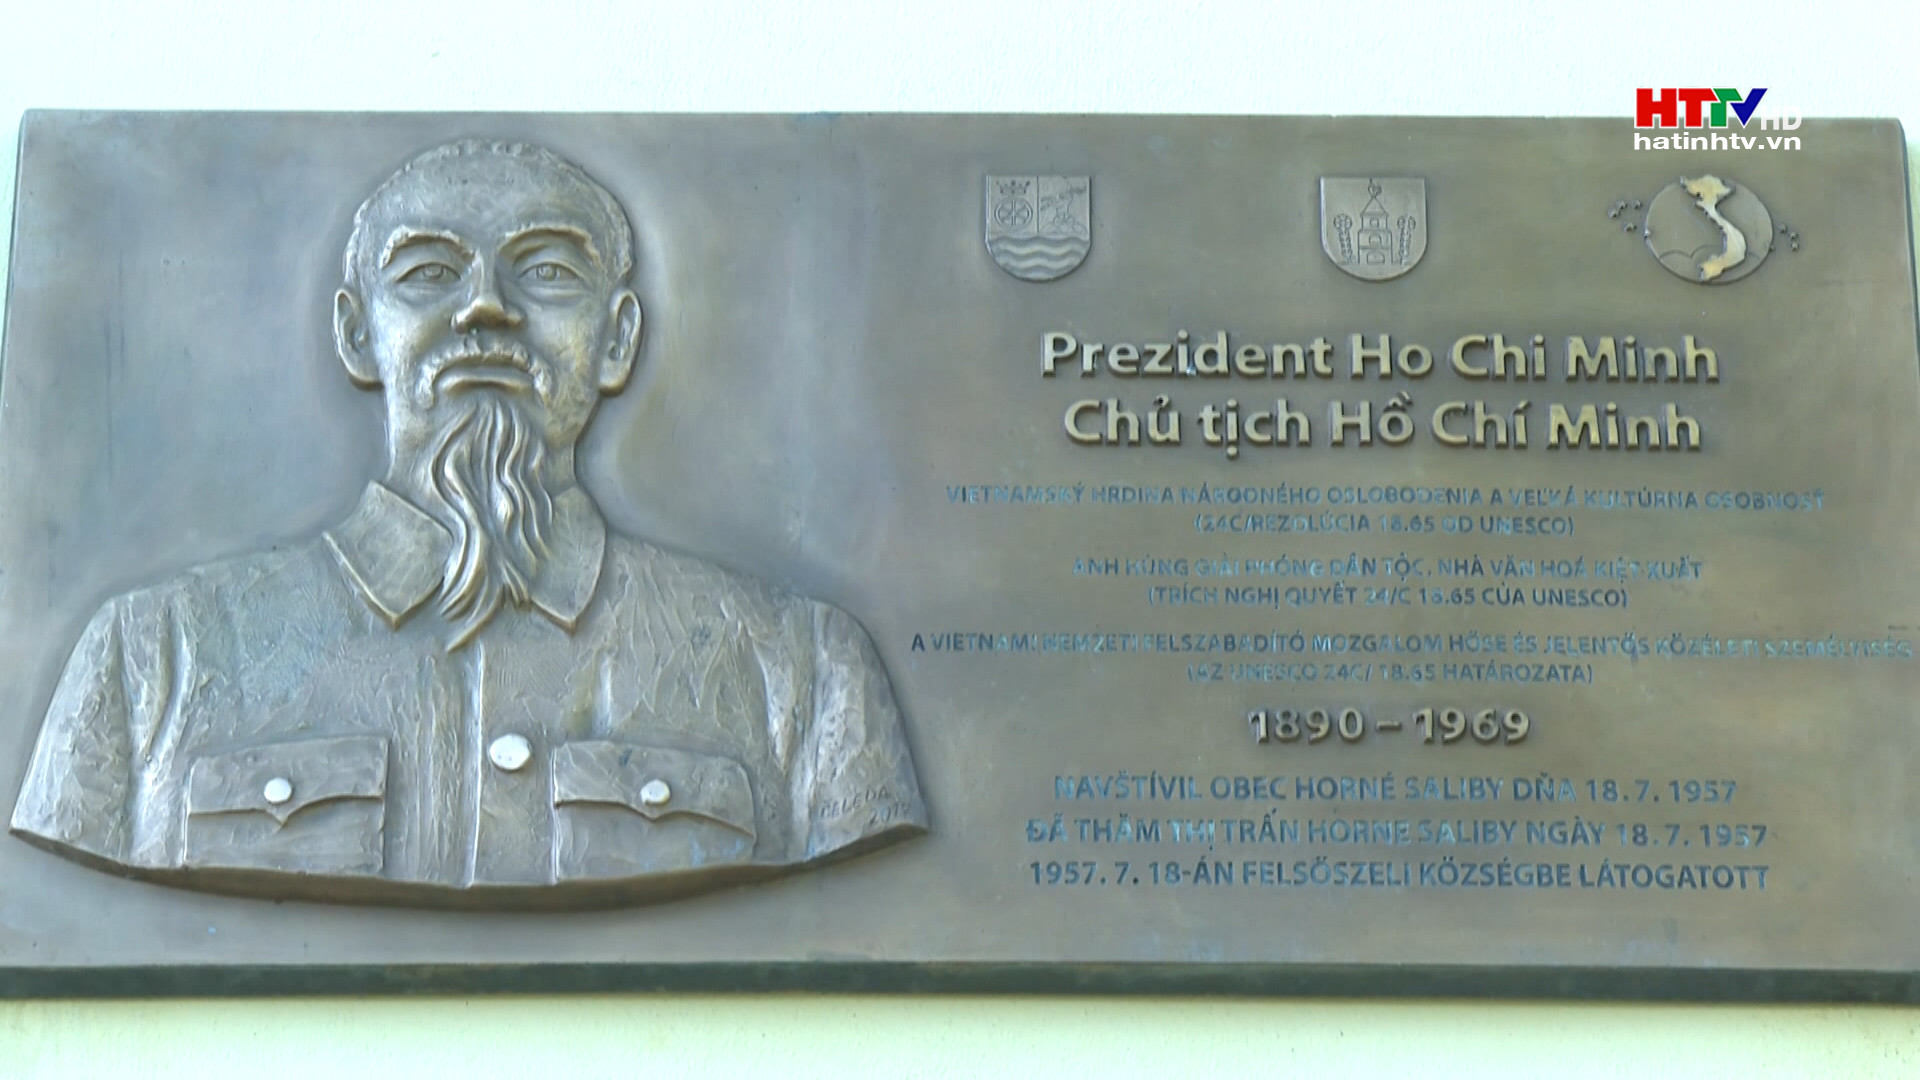 HTTV HD
hatinhtv.vn
Prezident Ho Chi Minh
Chủ tịch Hồ Chí Minh
VIETNAMSKÝ HRDINA NÁRODNÉHO OSLOBODENIA A VEĽKÁ KULTÚRNA OSOBNOSŤ
(24C/REZOLÚCIA 18.65 OD UNESCO)
ANH HÙNG GIẢI PHÓNG DÂN TỘC, NHÀ VĂN HOÁ KIỆT XUẤT
(TRÍCH NGHỊ QUYẾT 24/C 18.65 CỦA UNESCO)
A VIETNAMI NEMZETI FELSZABADÍTÓ MOZGALOM HŐSE ÉS JELENTŐS KÖZÉLETI SZEMÉLYISÉG
(AZ UNESCO 24C/ 18.65 HATÁROZATA)
1890 – 1969
NAVŠTÍVIL OBEC HORNÉ SALIBY DŇA 18. 7. 1957
ĐÃ THĂM THỊ TRẤN HORNE SALIBY NGÀY 18. 7. 1957
1957. 7. 18-ÁN FELSŐSZELI KÖZSÉGBE LÁTOGATOTT